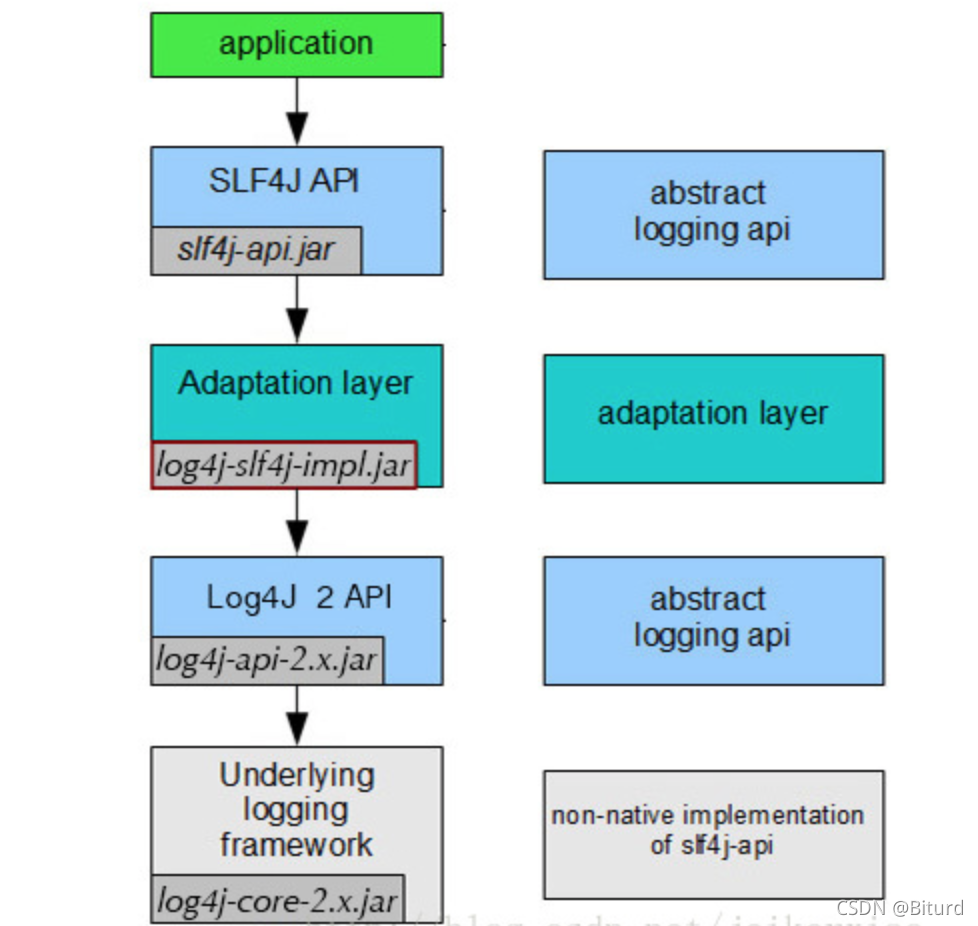 application
SLF4J API
slf4j-api.jar
abstract
logging api
Adaptation layer
log4j-slf4j-impl.jar
adaptation layer
Log4J 2 API
log4j-api-2.x.jar
abstract
logging api
Underlying
logging
framework
log4j-core-2.x.jar
non-native implementation
of slf4j-api
CSDN @Biturd